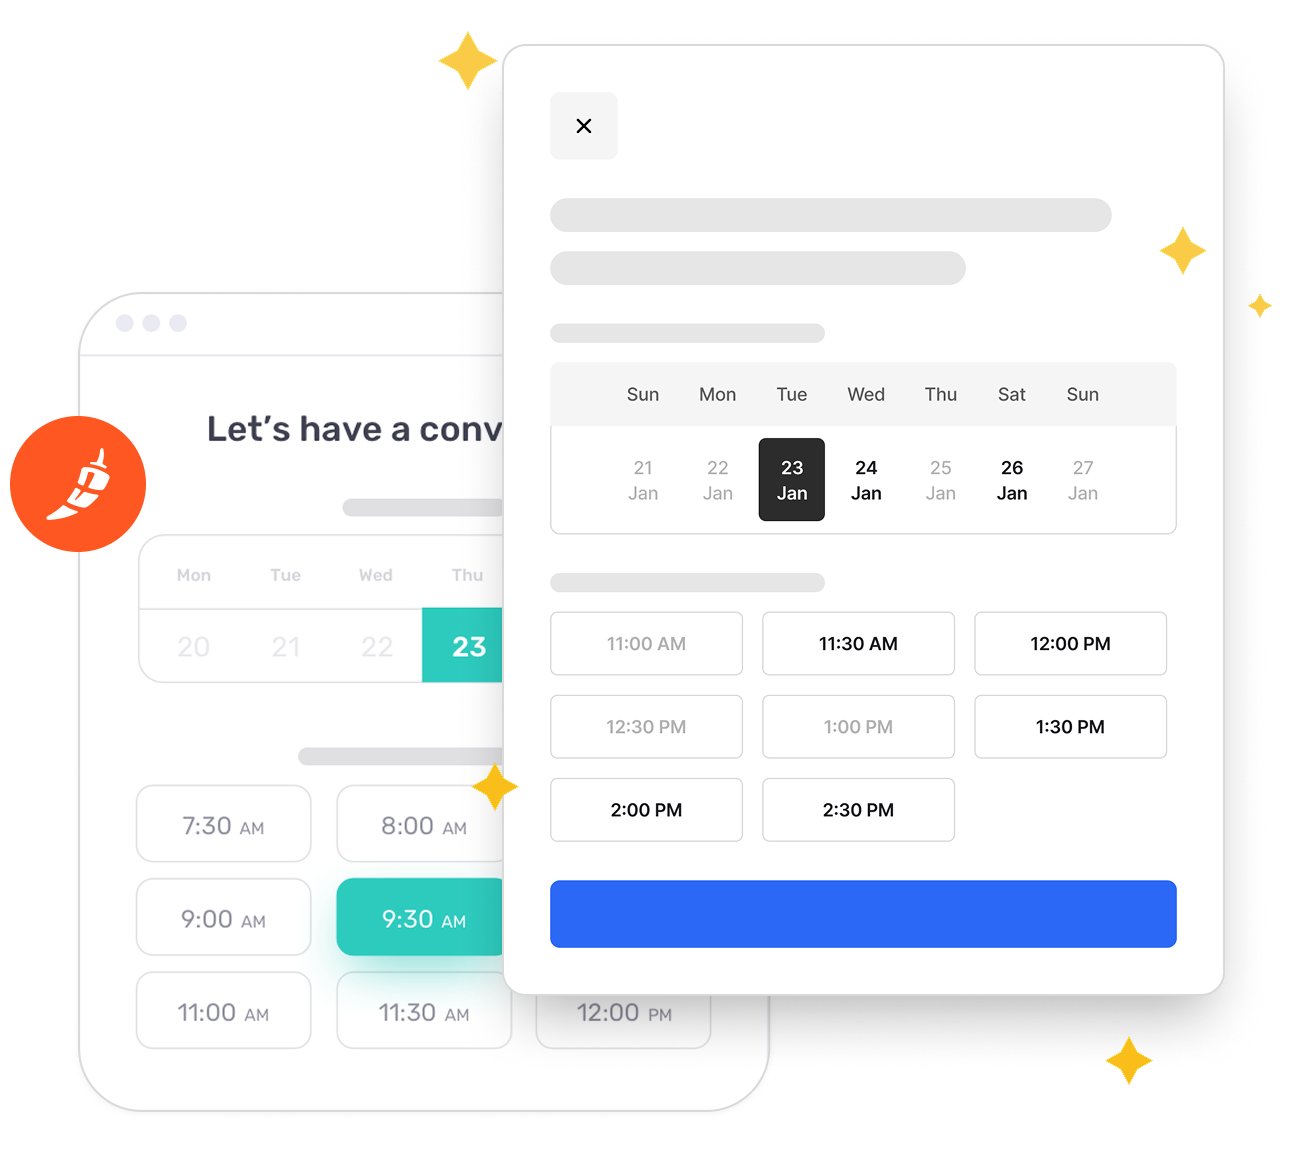 Let's have a conv
Mon Tue Wed Thu
20 21 22 23
7:30 AM 8:00 AM
9:00 AM 9:30 AM
11:00 AM 11:30 AM 12:00 PM
Sun Mon Tue Wed Thu Sat Sun
21 22 23 24 25 26 27
Jan Jan Jan Jan Jan Jan Jan
11:00 AM 11:30 AM 12:00 PM
12:30 PM 1:00 PM 1:30 PM
2:00 PM 2:30 PM